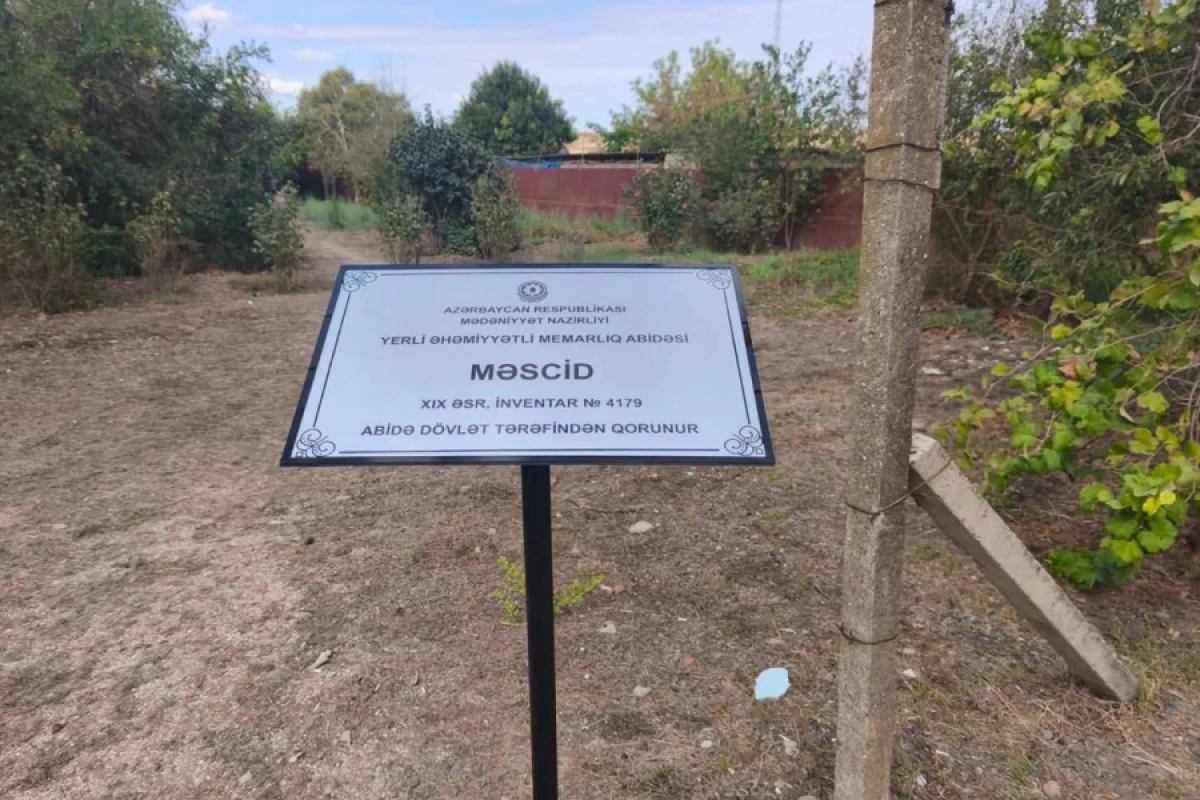 AZƏRBAYCAN RESPUBLİKASI
MƏDƏNİYYƏT NAZİRLİYİ
YERLİ ƏHƏMİYYƏTLİ MEMARLIQ ABİDƏSİ
MƏSCİD
XIX ƏSR, İNVENTAR № 4179
ABİDƏ DÖVLƏT TƏRƏFİNDƏN QORUNUR